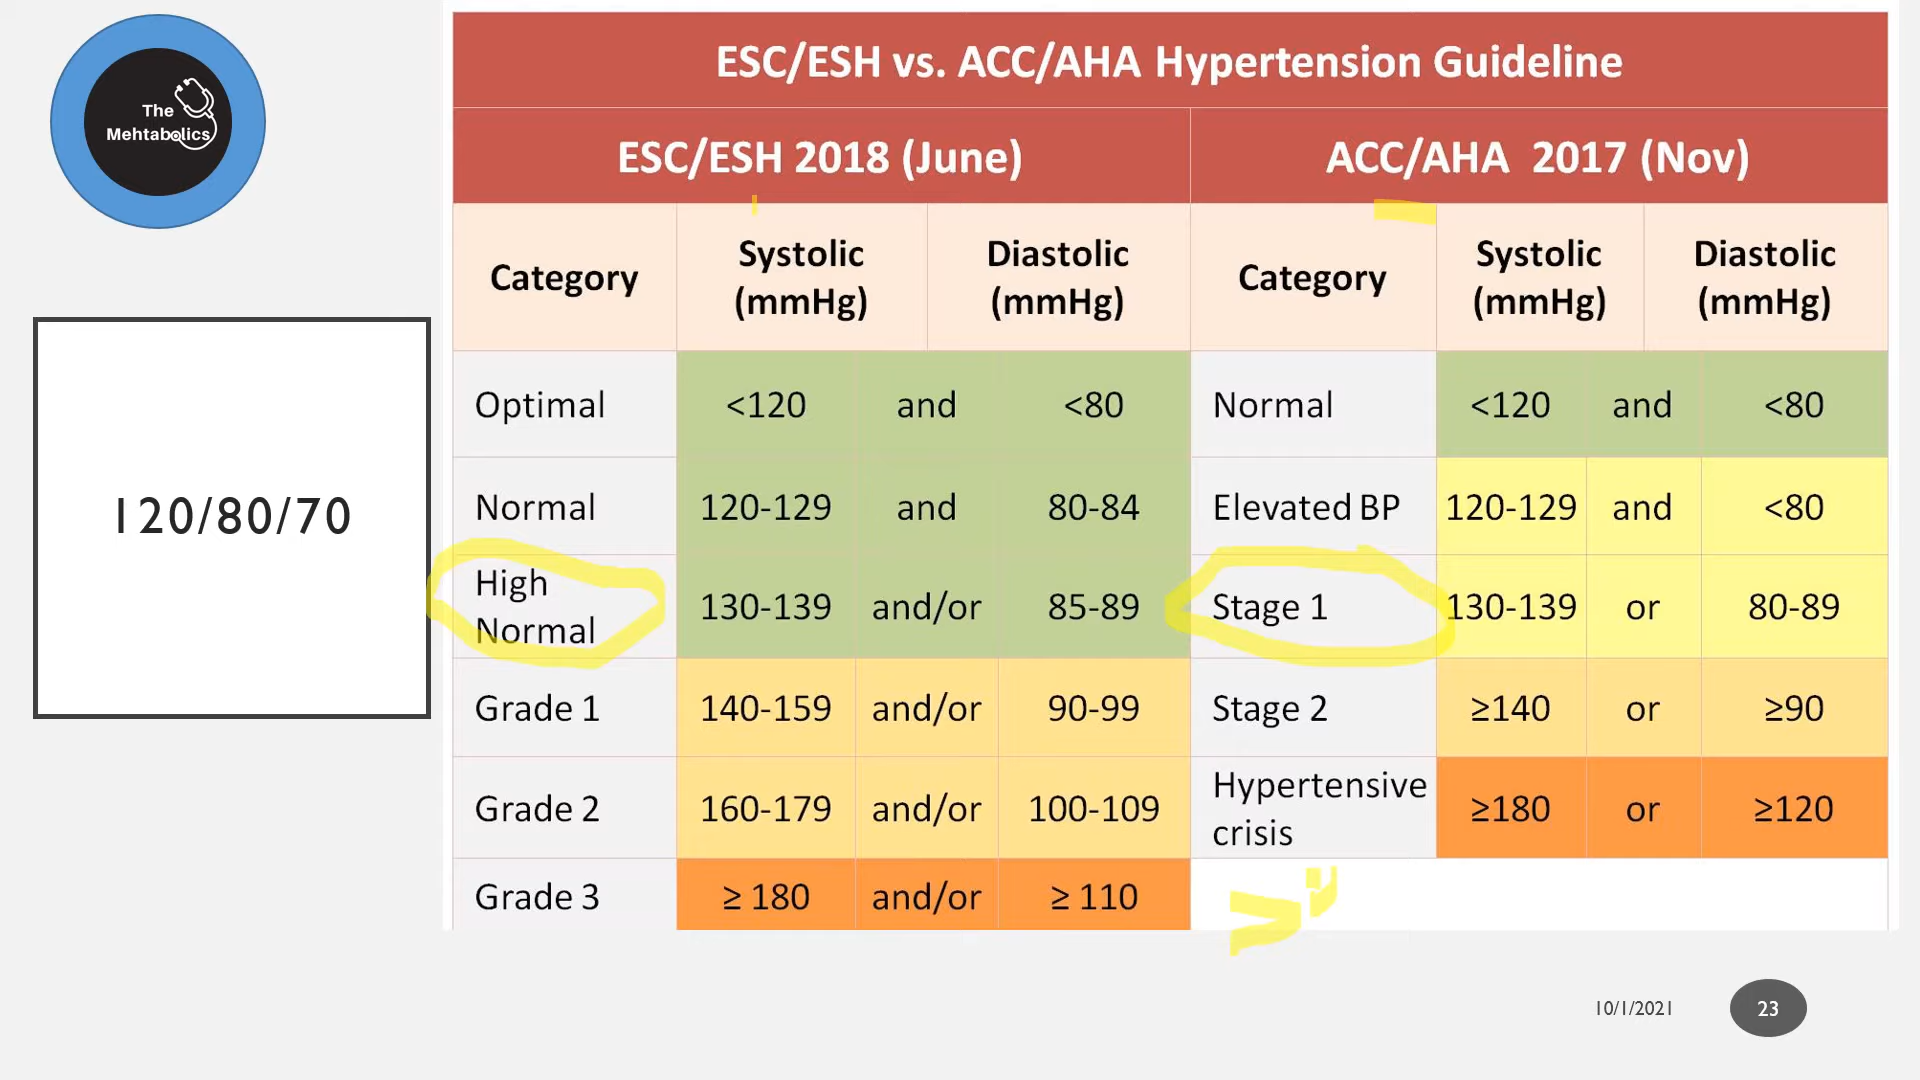 The
Mehtabolics
120/80/70
ESC/ESH vs. ACC/AHA Hypertension Guideline
ESC/ESH 2018 (June) ACC/AHA 2017 (Nov)
Category Systolic (mmHg) Diastolic (mmHg) Category Systolic (mmHg) Diastolic (mmHg)
Optimal <120 and <80 Normal <120 and <80
Normal 120-129 and 80-84 Elevated BP 120-129 and <80
High Normal 130-139 and/or 85-89 Stage 1 130-139 or 80-89
Grade 1 140-159 and/or 90-99 Stage 2 ≥140 or ≥90
Grade 2 160-179 and/or 100-109 Hypertensive crisis ≥180 or ≥120
Grade 3 ≥ 180 and/or ≥ 110
10/1/2021
23